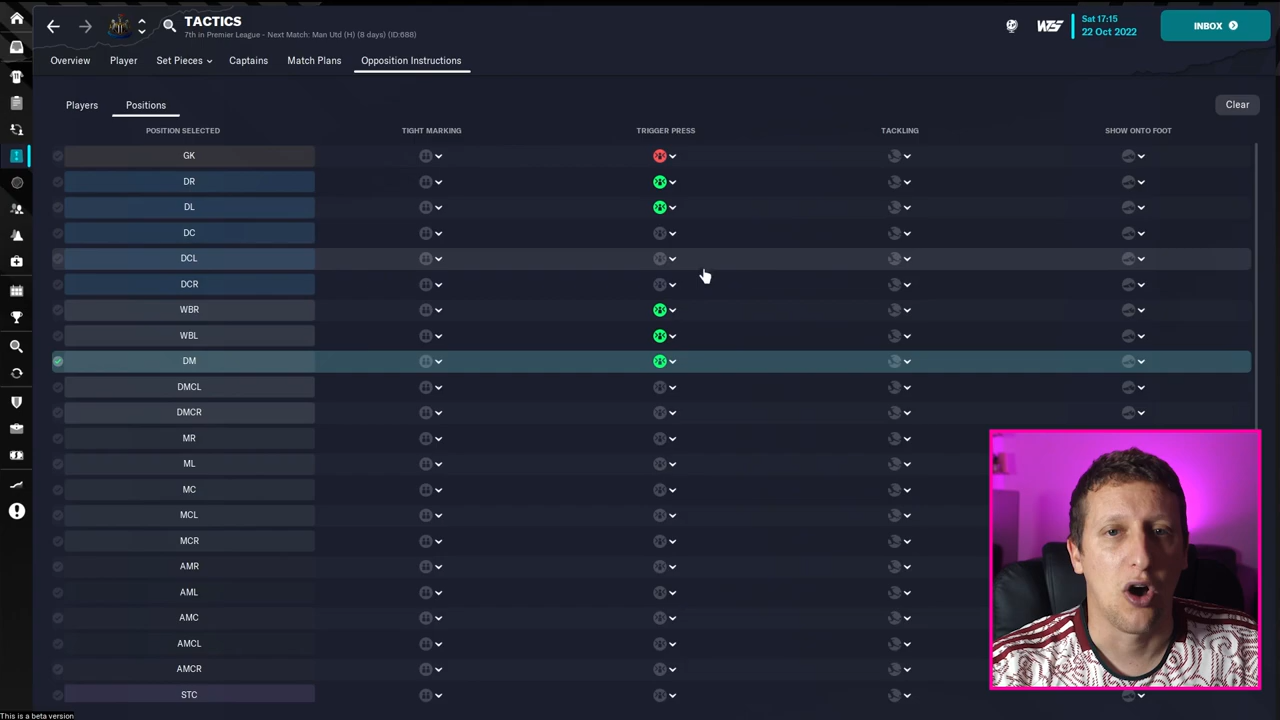 TACTICS
7th in Premier League - Next Match: Man Utd (H) (8 days) (ID:688)
Sat 17:15
22 Oct 2022
INBOX
Overview Player Set Pieces Captains Match Plans Opposition Instructions
Players Positions Clear
POSITION SELECTED TIGHT MARKING TRIGGER PRESS TACKLING SHOW ONTO FOOT
GK
DR
DL
DC
DCL
DCR
WBR
WBL
DM
DMCL
DMCR
MR
ML
MC
MCL
MCR
AMR
AML
AMC
AMCL
AMCR
STC
This is a beta version